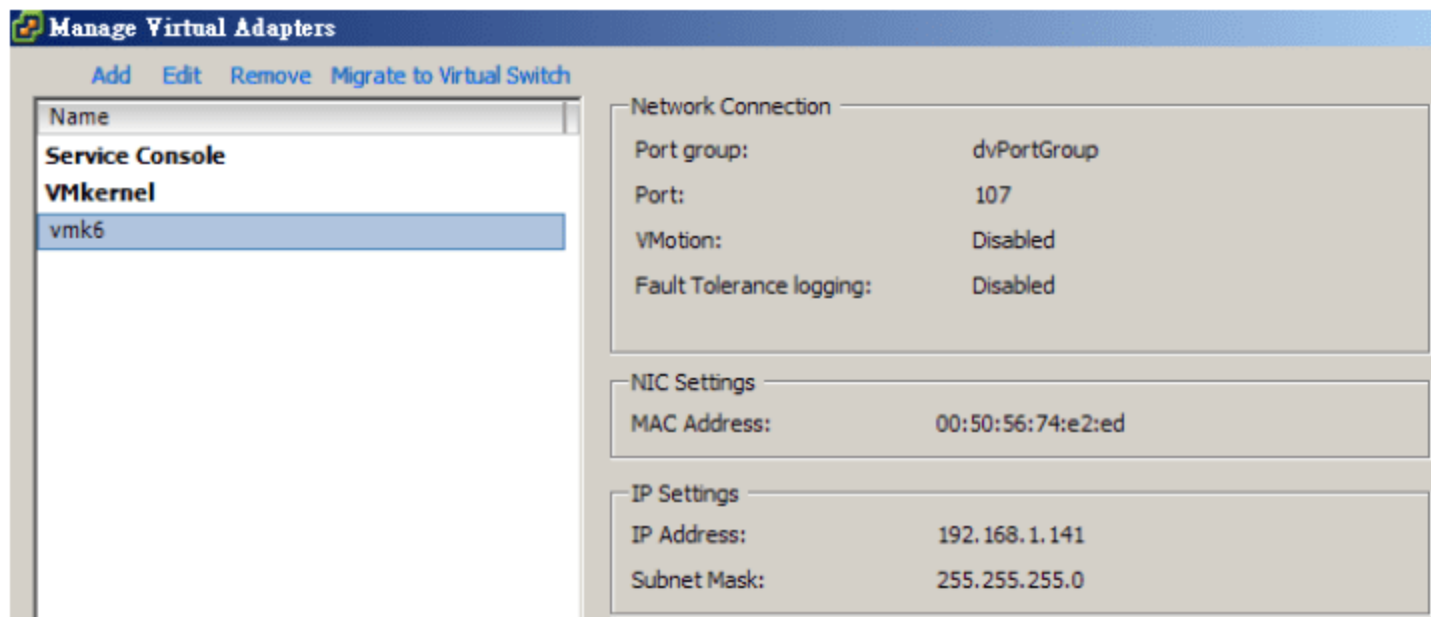 Manage Virtual Adapters
Add Edit Remove Migrate to Virtual Switch
Name
Service Console
VMkernel
vmk6
Network Connection
Port group: dvPortGroup
Port: 107
VMotion: Disabled
Fault Tolerance logging: Disabled
NIC Settings
MAC Address: 00:50:56:74:e2:ed
IP Settings
IP Address: 192.168.1.141
Subnet Mask: 255.255.255.0